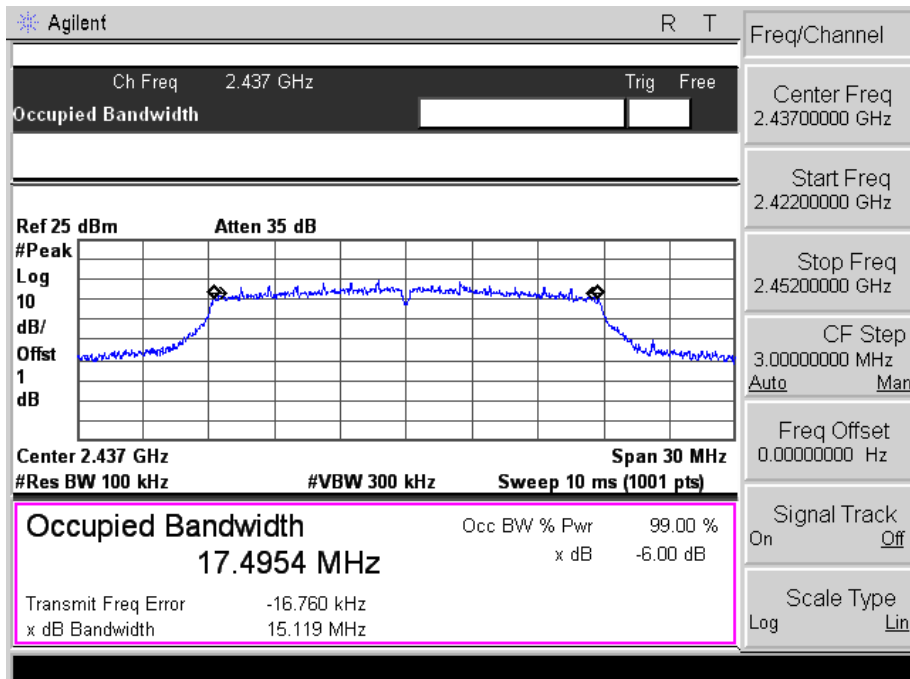 Agilent R T
Freq/Channel
Ch Freq 2.437 GHz Trig Free
Occupied Bandwidth
Center Freq
2.43700000 GHz
Start Freq
2.42200000 GHz
Stop Freq
2.45200000 GHz
CF Step
3.00000000 MHz
Auto Man
Freq Offset
0.00000000 Hz
Signal Track
On Off
Scale Type
Log Lin
Ref 25 dBm Atten 35 dB
#Peak
Log
10
dB/
Offst
1
dB
Center 2.437 GHz Span 30 MHz
#Res BW 100 kHz #VBW 300 kHz Sweep 10 ms (1001 pts)
Occupied Bandwidth Occ BW % Pwr 99.00 %
17.4954 MHz x dB -6.00 dB
Transmit Freq Error -16.760 kHz
x dB Bandwidth 15.119 MHz